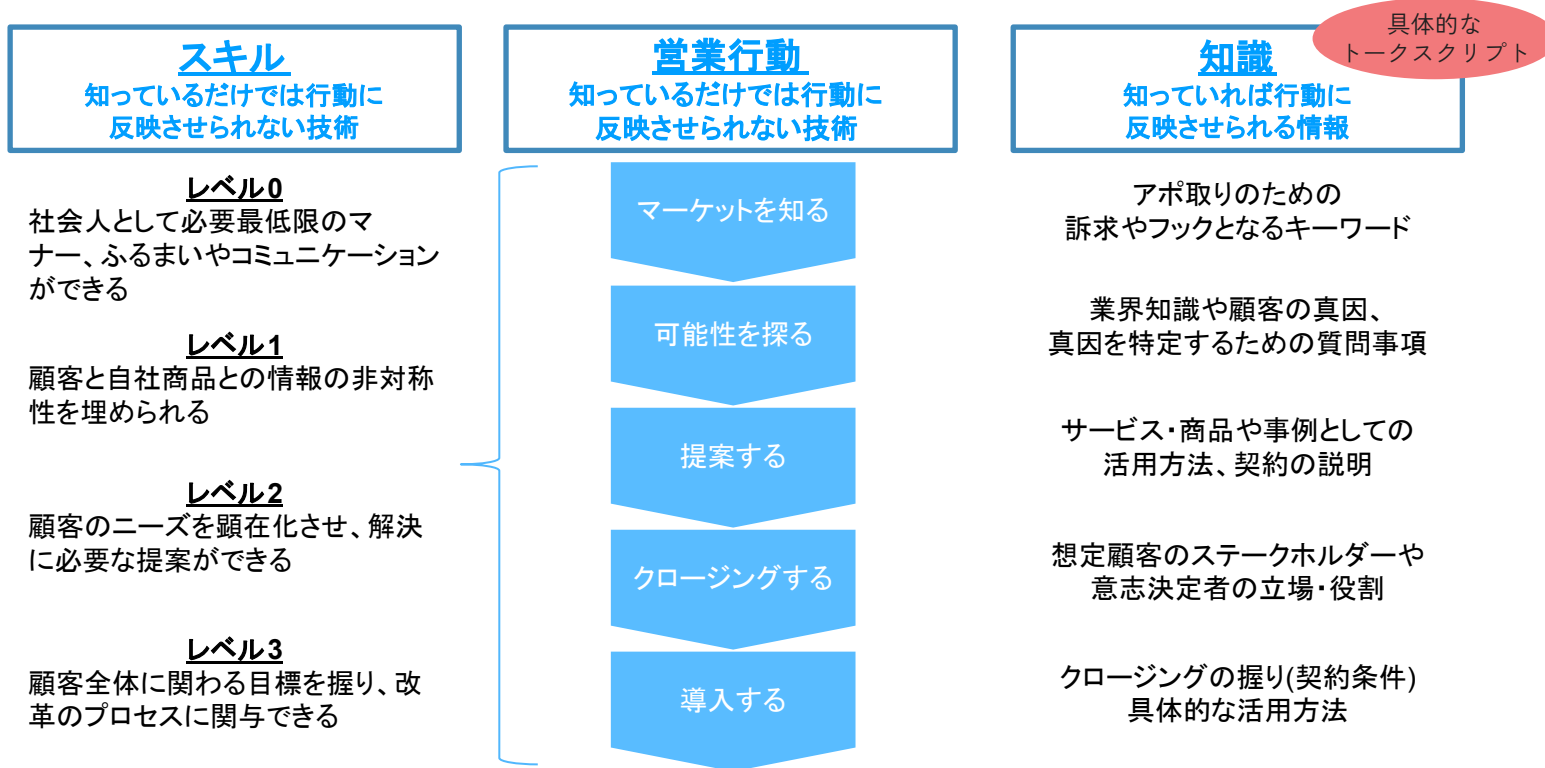 具体的な
トークスクリプト
スキル
知っているだけでは行動に
反映させられない技術
営業行動
知っているだけでは行動に
反映させられない技術
知識
知っていれば行動に
反映させられる情報
レベル0
社会人として必要最低限のマ
ナー、ふるまいやコミュニケーション
ができる
レベル1
顧客と自社商品との情報の非対称
性を埋められる
レベル2
顧客のニーズを顕在化させ、解決
に必要な提案ができる
レベル3
顧客全体に関わる目標を握り、改
革のプロセスに関与できる
マーケットを知る
可能性を探る
提案する
クロージングする
導入する
アポ取りのための
訴求やフックとなるキーワード
業界知識や顧客の真因、
真因を特定するための質問事項
サービス・商品や事例としての
活用方法、契約の説明
想定顧客のステークホルダーや
意志決定者の立場・役割
クロージングの握り(契約条件)
具体的な活用方法